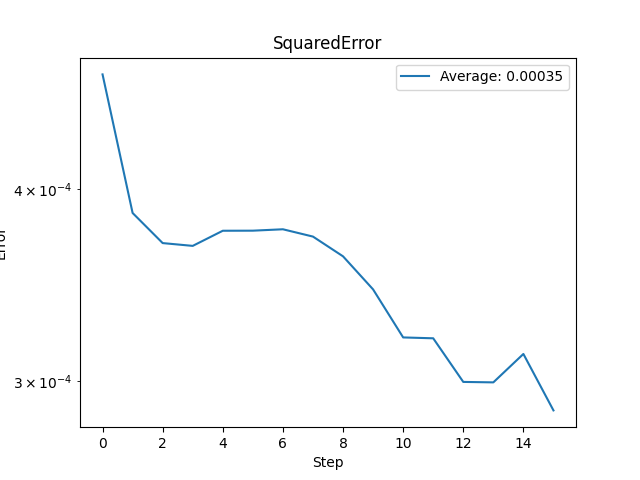 SquaredError
Average: 0.00035
4 × 10⁻⁴
Error
3 × 10⁻⁴
0 2 4 6 8 10 12 14
Step